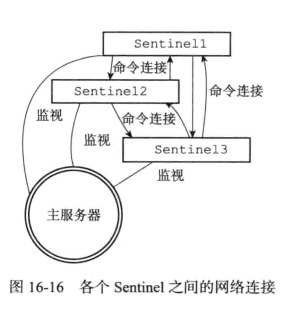 Sentinel1
命令连接
Sentinel2
命令连接
监视
命令连接
监视
Sentinel3
监视
主服务器
图 16-16 各个 Sentinel 之间的网络连接